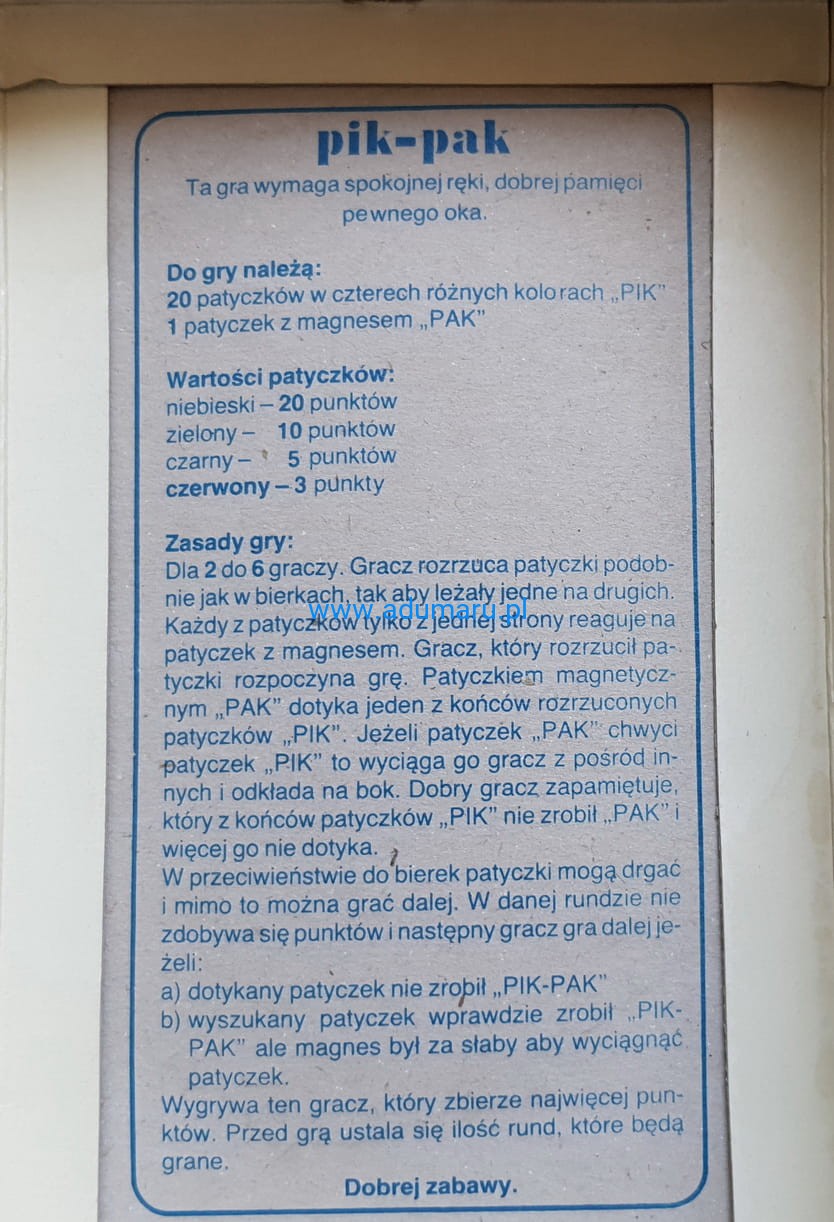 pik-pak
Ta gra wymaga spokojnej ręki, dobrej pamięci
pewnego oka.
Do gry należą:
20 patyczków w czterech różnych kolorach „PIK”
1 patyczek z magnesem „PAK”
Wartości patyczków:
niebieski – 20 punktów
zielony – 10 punktów
czarny – 5 punktów
czerwony – 3 punkty
Zasady gry:
Dla 2 do 6 graczy. Gracz rozrzuca patyczki podob-
nie jak w bierkach, tak aby leżały jedne na drugich.
www.adumaru.pl
Każdy z patyczków tylko z jednej strony reaguje na
patyczek z magnesem. Gracz, który rozrzucił pa-
tyczki rozpoczyna grę. Patyczkiem magnetycz-
nym „PAK” dotyka jeden z końców rozrzuconych
patyczków „PIK”. Jeżeli patyczek „PAK” chwyci
patyczek „PIK” to wyciąga go gracz z pośród in-
nych i odkłada na bok. Dobry gracz zapamiętuje,
który z końców patyczków „PIK” nie zrobił „PAK” i
więcej go nie dotyka.
W przeciwieństwie do bierek patyczki mogą drgać
i mimo to można grać dalej. W danej rundzie nie
zdobywa się punktów i następny gracz gra dalej je-
żeli:
a) dotykany patyczek nie zrobił „PIK-PAK”
b) wyszukany patyczek wprawdzie zrobił „PIK-
PAK” ale magnes był za słaby aby wyciągnąć
patyczek.
Wygrywa ten gracz, który zbierze najwięcej pun-
któw. Przed grą ustala się ilość rund, które będą
grane.
Dobrej zabawy.